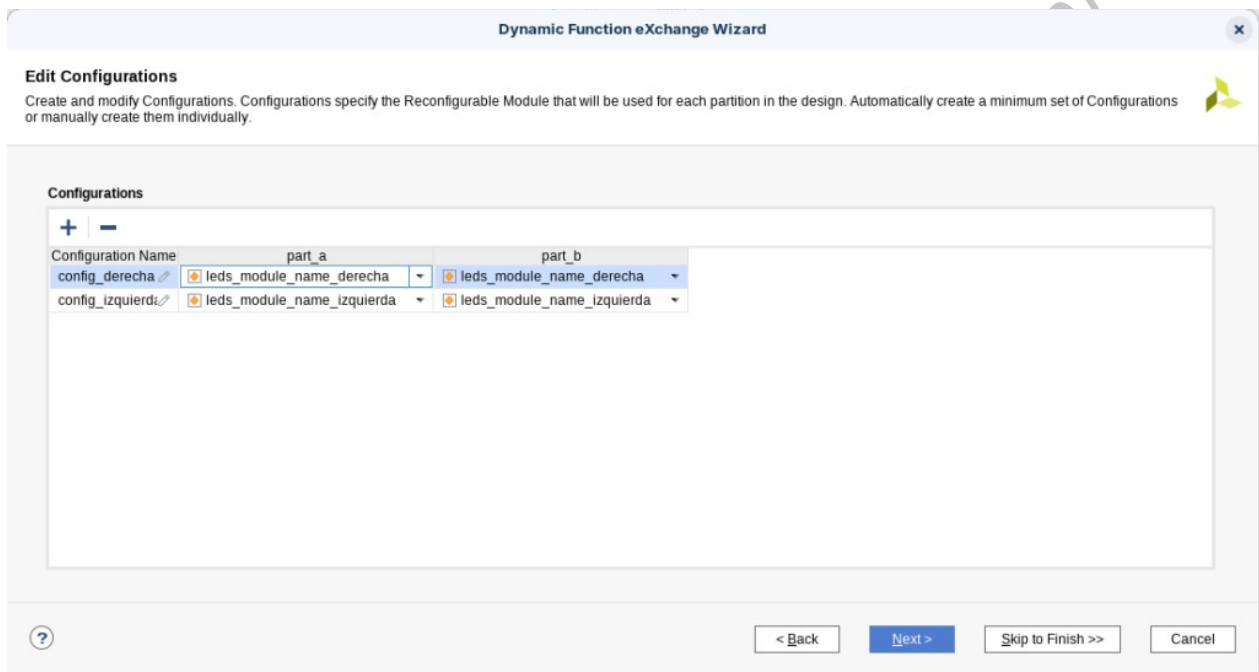 Dynamic Function eXchange Wizard
Edit Configurations
Create and modify Configurations. Configurations specify the Reconfigurable Module that will be used for each partition in the design. Automatically create a minimum set of Configurations
or manually create them individually.
Configurations
Configuration Name part_a part_b
config_derecha leds_module_name_derecha leds_module_name_derecha
config_izquierda leds_module_name_izquierda leds_module_name_izquierda
? < Back Next > Skip to Finish >> Cancel